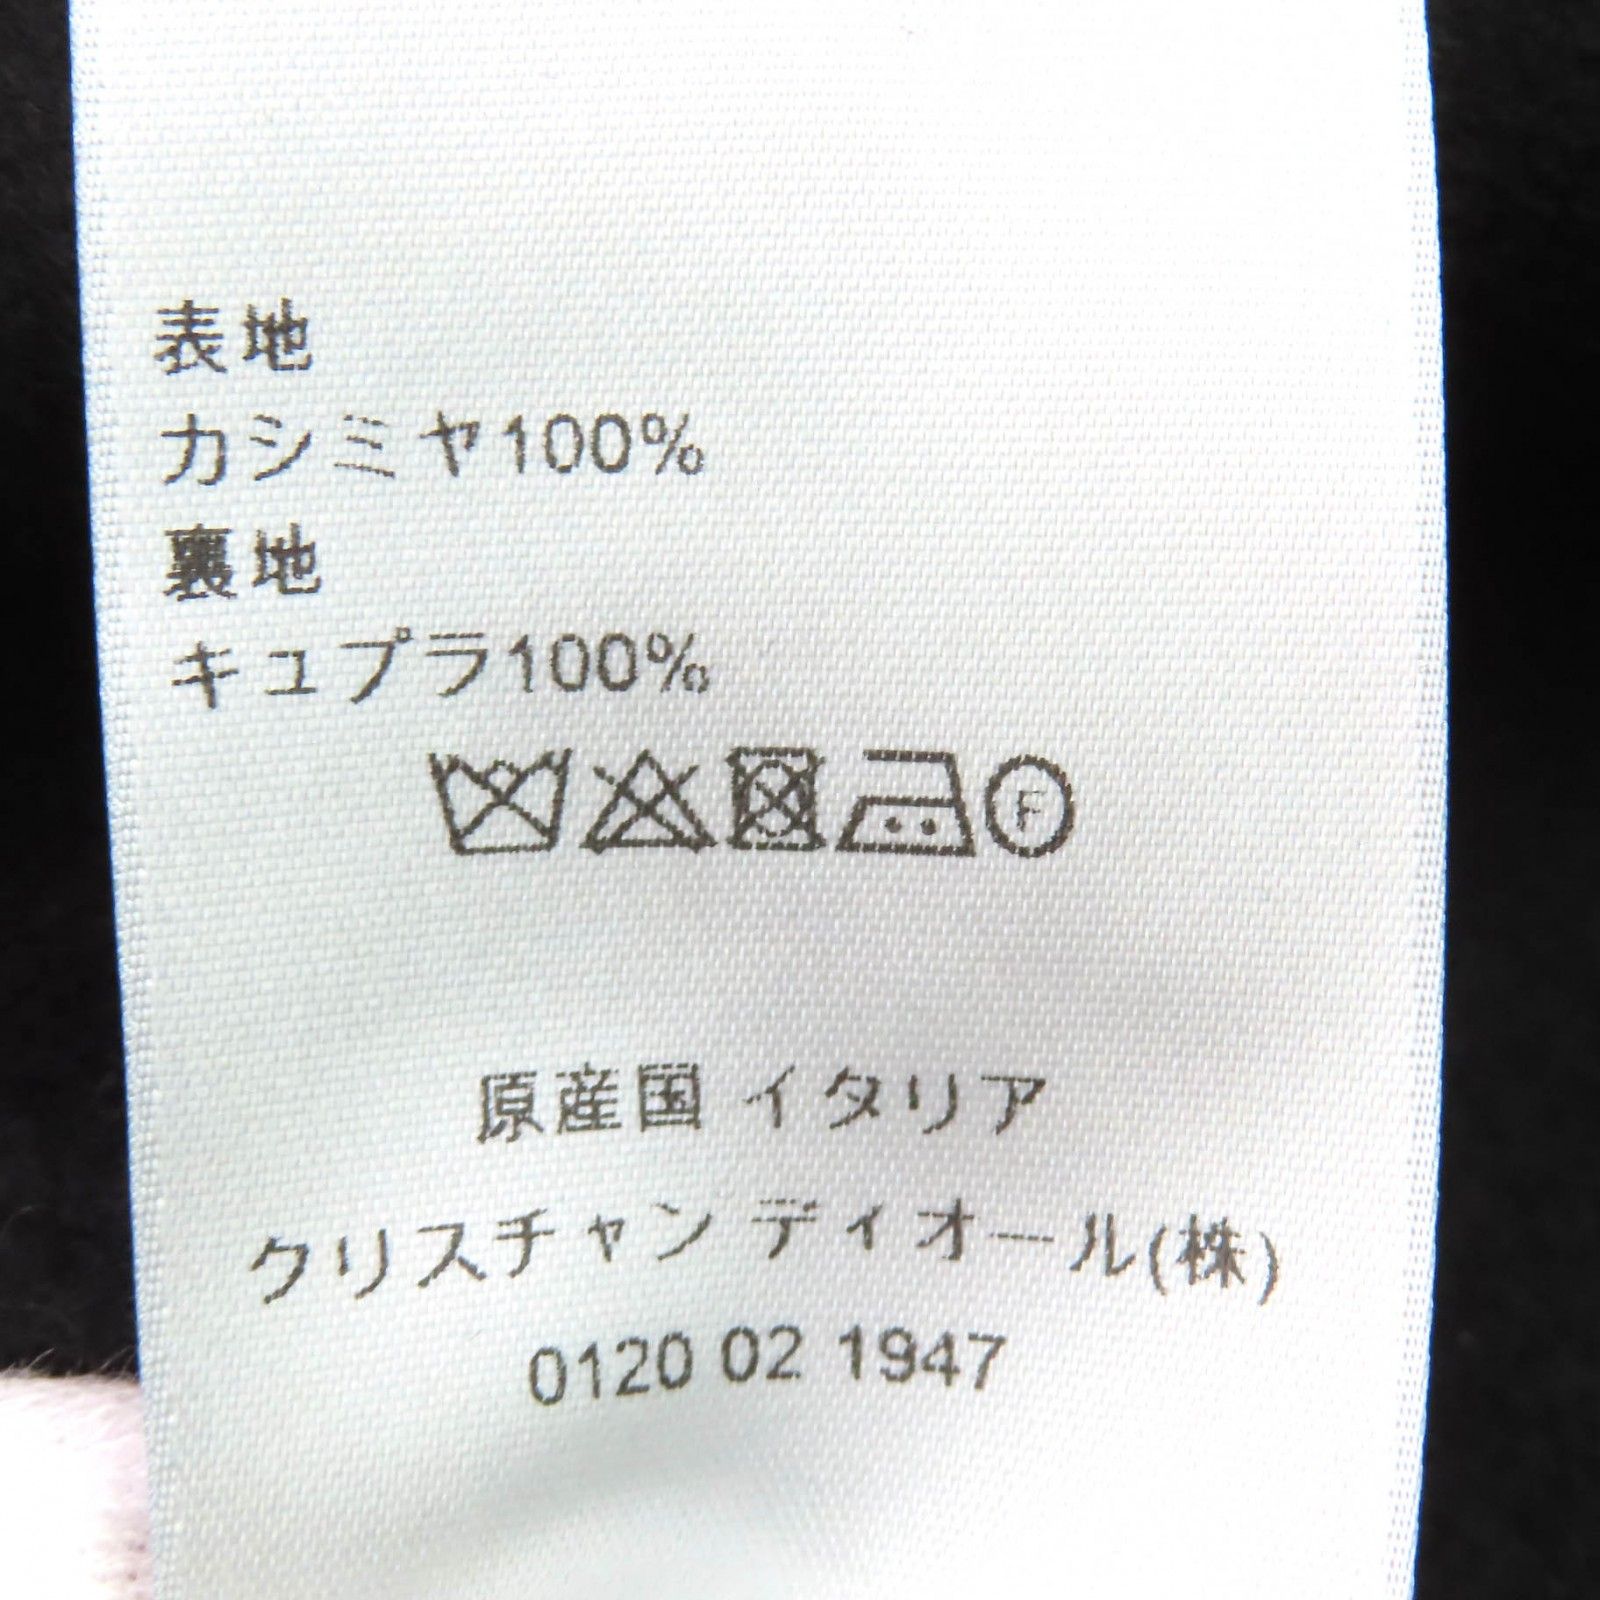 表地
カシミヤ100%
裏地
キュプラ100%
F
原産国 イタリア
クリスチャン ディオール(株)
0120 02 1947